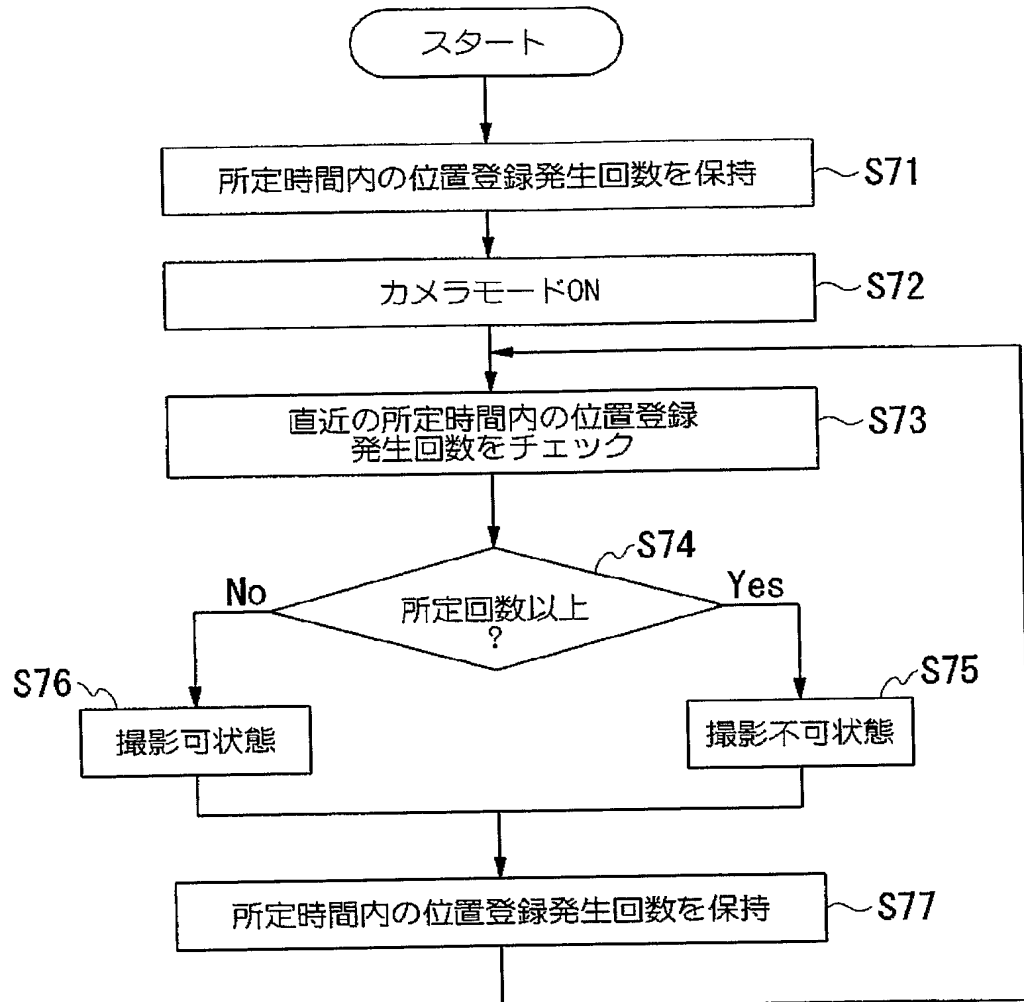 スタート
所定時間内の位置登録発生回数を保持
S71
カメラモードON
S72
直近の所定時間内の位置登録
発生回数をチェック
S73
S74
No
Yes
所定回数以上
?
S76
S75
撮影可状態
撮影不可状態
所定時間内の位置登録発生回数を保持
S77